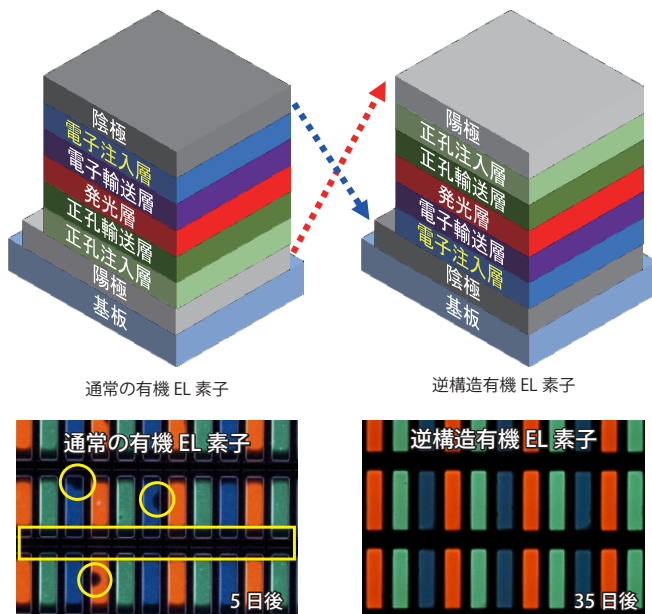 陰極
電子注入層
電子輸送層
発光層
正孔輸送層
正孔注入層
陽極
基板
通常の有機 EL 素子
陽極
正孔注入層
正孔輸送層
発光層
電子輸送層
電子注入層
陰極
基板
逆構造有機 EL 素子
通常の有機 EL 素子
5 日後
逆構造有機 EL 素子
35 日後